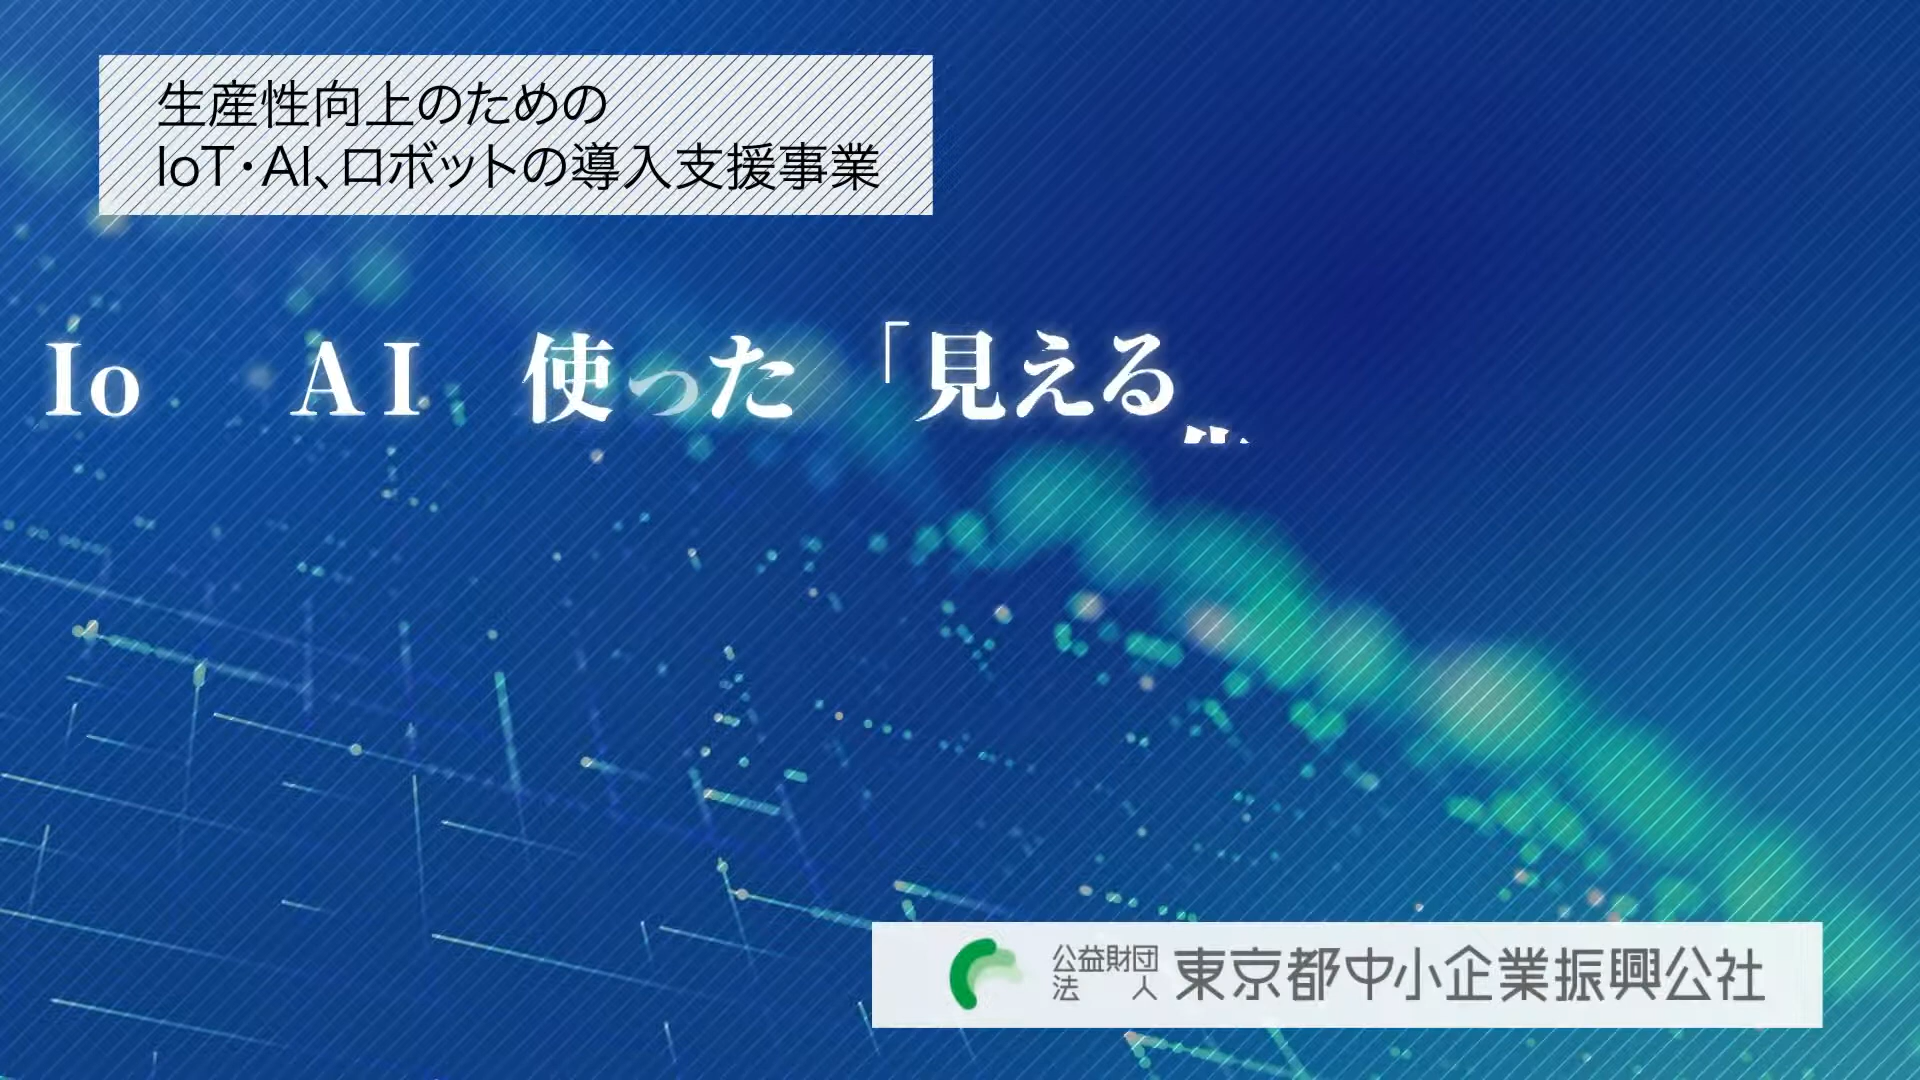 生産性向上のための
IoT・AI、ロボットの導入支援事業
Io AI 使った「見える
公益財団法人 東京都中小企業振興公社